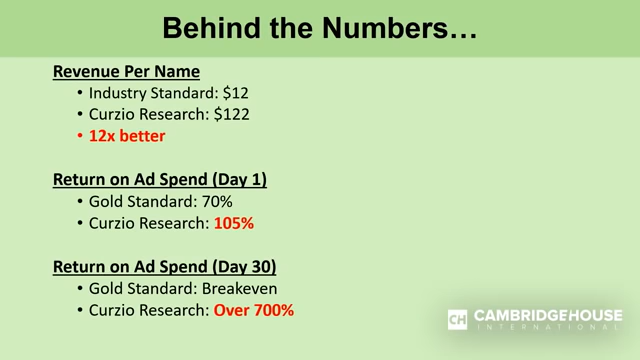 Behind the Numbers…
Revenue Per Name
• Industry Standard: $12
• Curzio Research: $122
• 12x better
Return on Ad Spend (Day 1)
• Gold Standard: 70%
• Curzio Research: 105%
Return on Ad Spend (Day 30)
• Gold Standard: Breakeven
• Curzio Research: Over 700%
CH CAMBRIDGEHOUSE
INTERNATIONAL